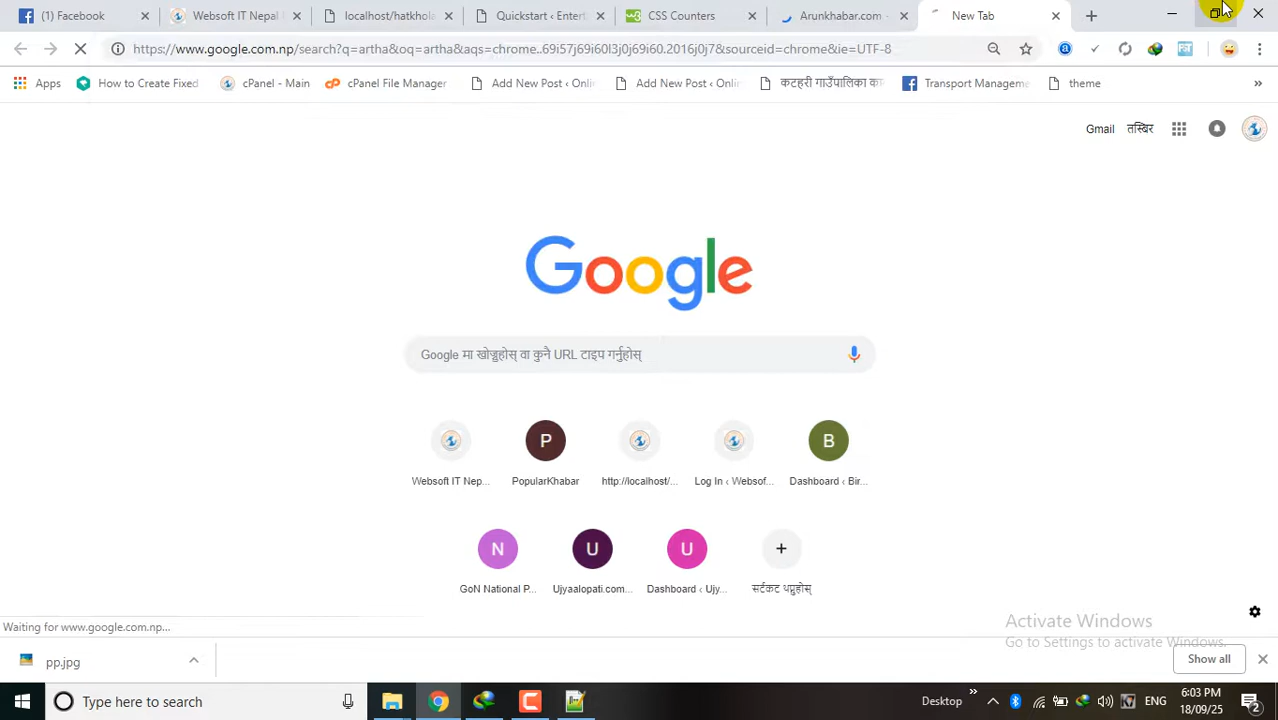 (1) Facebook
Websoft IT Nepal
localhost/hatkhola
Quickstart ‹ Entert
CSS Counters
Arunkhabar.com -
New Tab
https://www.google.com.np/search?q=artha&oq=artha&aqs=chrome..69i57j69i60l3j0j69i60.2016j0j7&sourceid=chrome&ie=UTF-8
Apps
How to Create Fixed
cPanel - Main
cPanel File Manager
Add New Post ‹ Onli
Add New Post ‹ Onli
कटहरी गाउँपालिका का
Transport Manageme
theme
»
Gmail
तस्बिर
Google
Google मा खोज्नुहोस् वा कुनै URL टाइप गर्नुहोस्
P
B
Websoft IT Nep...
PopularKhabar
http://localhost/...
Log In ‹ Websof...
Dashboard ‹ Bir...
N
U
U
GoN National P...
Ujyaalopati.com...
Dashboard ‹ Ujy...
सर्टकट थप्नुहोस्
Waiting for www.google.com.np...
Activate Windows
Go to Settings to activate Windows.
pp.jpg
Show all
Type here to search
Desktop
»
ENG
6:03 PM
18/09/25
2